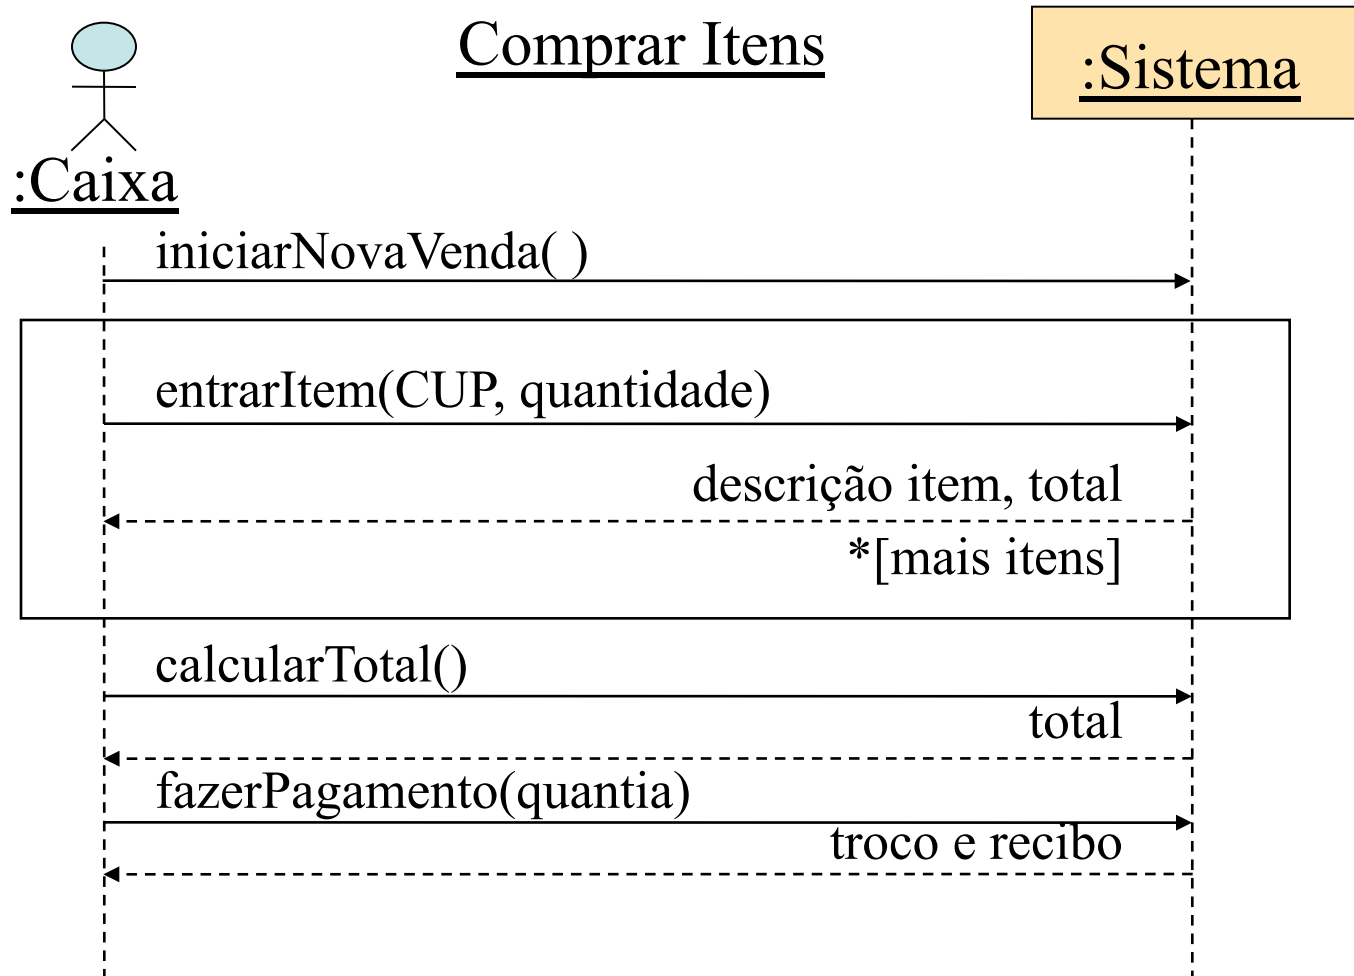 Comprar Itens
:Sistema
:Caixa
iniciarNovaVenda( )
entrarItem(CUP, quantidade)
descrição item, total
*[mais itens]
calcularTotal()
total
fazerPagamento(quantia)
troco e recibo